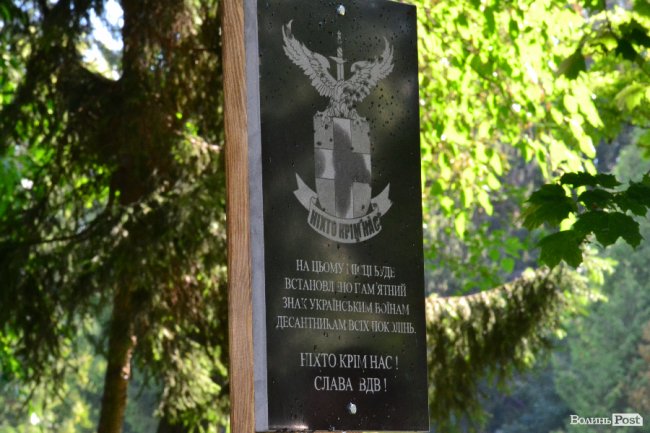 НІХТО КРІМ НАС
НА ЦЬОМУ МІСЦІ БУДЕ
ВСТАНОВЛЕНО ПАМ'ЯТНИЙ
ЗНАК УКРАЇНСЬКИМ ВОЇНАМ
ДЕСАНТНИКАМ ВСІХ ПОКОЛІНЬ.
НІХТО КРІМ НАС !
СЛАВА ВДВ !
Волинь Post